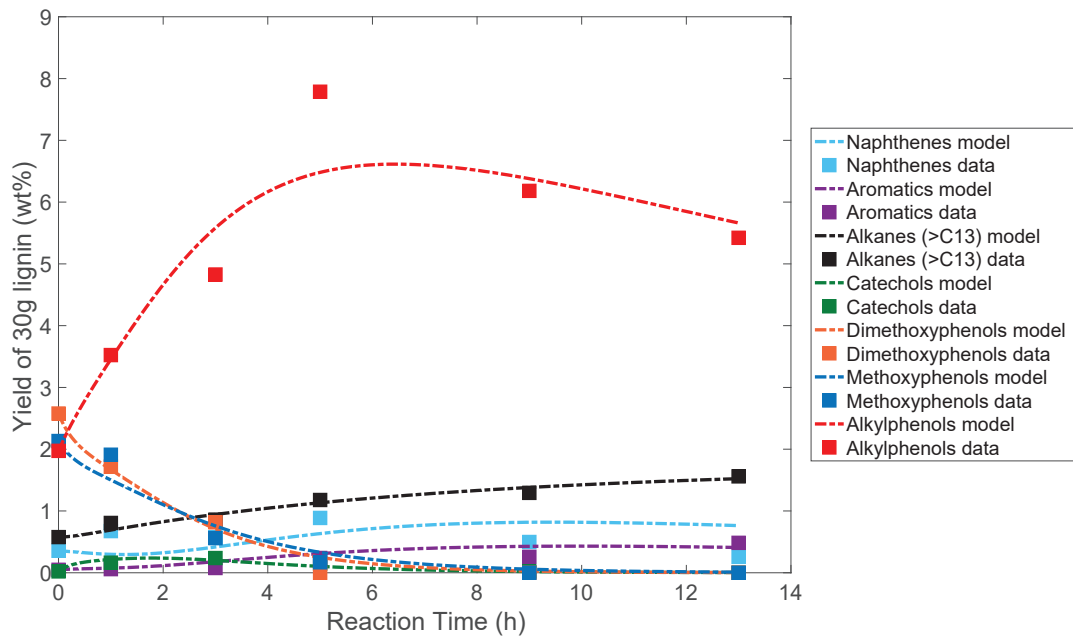 9
8
7
6
5
4
3
2
1
0
Yield of 30g lignin (wt%)
0 2 4 6 8 10 12 14
Reaction Time (h)
Naphthenes model
Naphthenes data
Aromatics model
Aromatics data
Alkanes (>C13) model
Alkanes (>C13) data
Catechols model
Catechols data
Dimethoxyphenols model
Dimethoxyphenols data
Methoxyphenols model
Methoxyphenols data
Alkylphenols model
Alkylphenols data